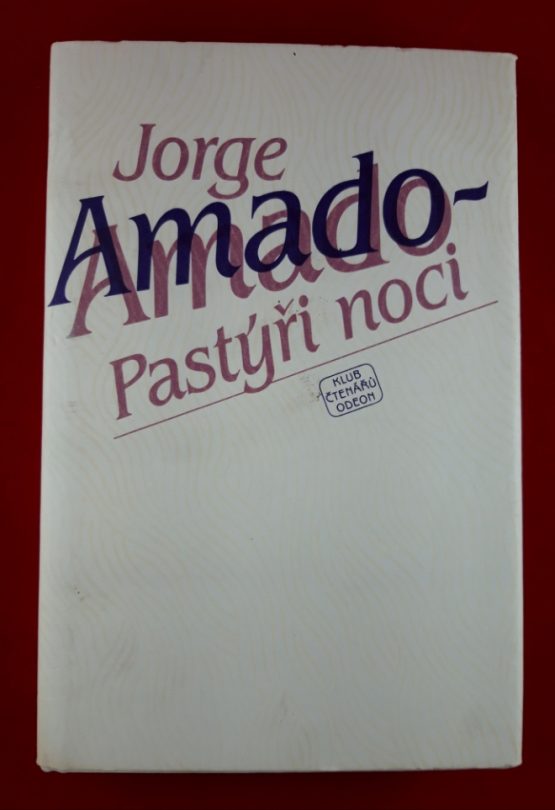 Jorge
Amado-
Amado
Pastýři noci
KLUB
ČTENÁŘŮ
ODEON